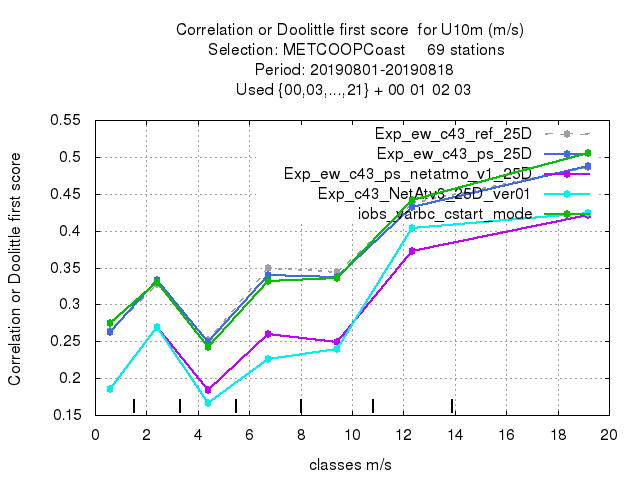 Correlation or Doolittle first score  for U10m (m/s)
Selection: METCOOPCoast     69 stations
Period: 20190801-20190818
Used {00,03,...,21} + 00 01 02 03
Exp_ew_c43_ref_25D
Exp_ew_c43_ps_25D
Exp_ew_c43_ps_netatmo_v1_25D
Exp_c43_NetAtv3_25D_ver01
iobs_varbc_cstart_mode
Correlation or Doolittle first score
0.55
0.5
0.45
0.4
0.35
0.3
0.25
0.2
0.15
0 2 4 6 8 10 12 14 16 18 20
classes m/s